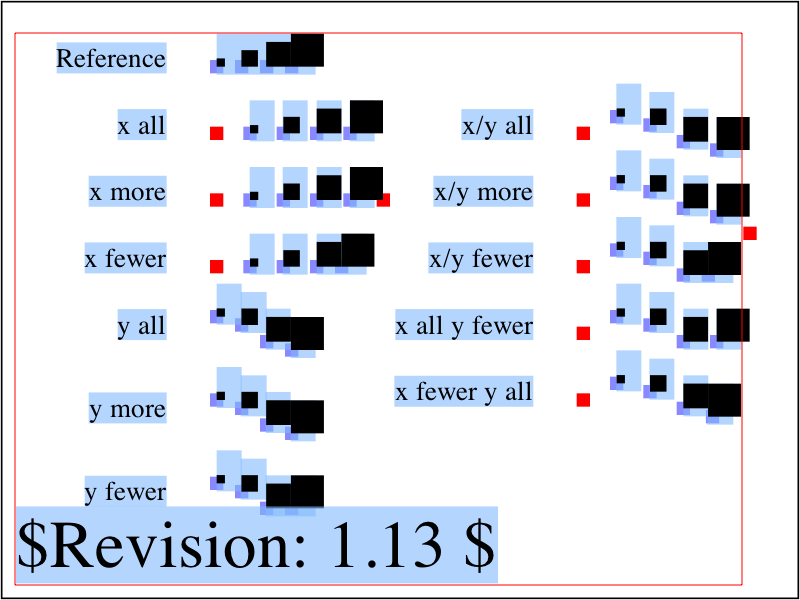 Reference
x all
x/y all
x more
x/y more
x fewer
x/y fewer
y all
x all y fewer
y more
x fewer y all
y fewer
$Revision: 1.13 $